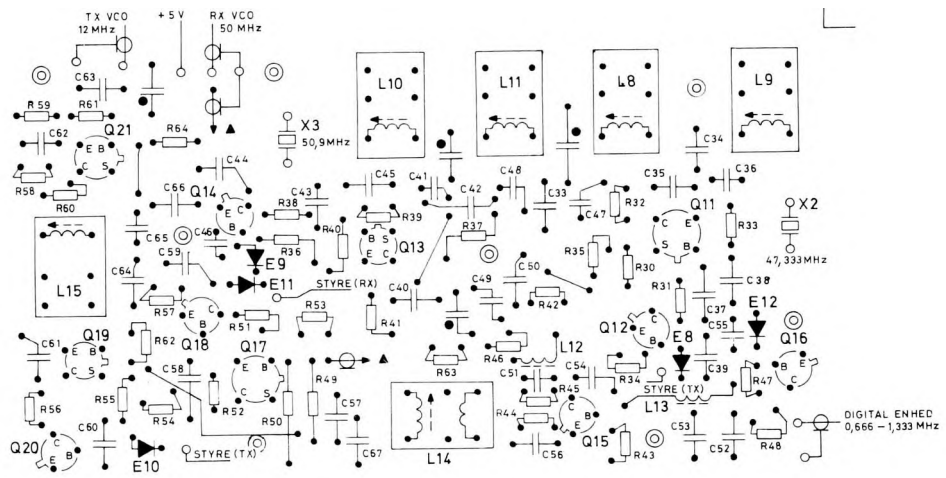 TX VCO
12 MHz
+ 5 V
RX VCO
50 MHz
C63
R59
R61
C62
Q21
E B
C S
R58
R60
R64
X3
50,9MHz
L10
L11
L8
L9
C44
C45
C41
C42
C48
C33
C47
R32
C34
C35
C36
Q11
C E
S B
R33
X2
47,333MHz
C66
Q14
E C
B
C43
R38
R36
R40
R39
B S
E C
Q13
R37
C65
C46
C59
E9
E11
STYRE (RX)
L15
C64
R57
Q18
E C
B
R51
R53
R41
C40
C49
C50
R42
R35
R30
R31
C37
C38
E12
C55
Q12
C
E B
E8
C39
Q16
B C
E
Q19
C S
E B
C61
R62
C58
Q17
E B
C S
R52
R50
R49
R63
R46
L12
C51
C54
R45
R44
R34
STYRE (TX)
L13
R47
R56
R55
R54
C60
Q20
C
E B
E10
STYRE (TX)
C57
C67
L14
C56
C B
E
Q15
R43
C53
C52
R48
DIGITAL ENHED
0,666 – 1,333 MHz